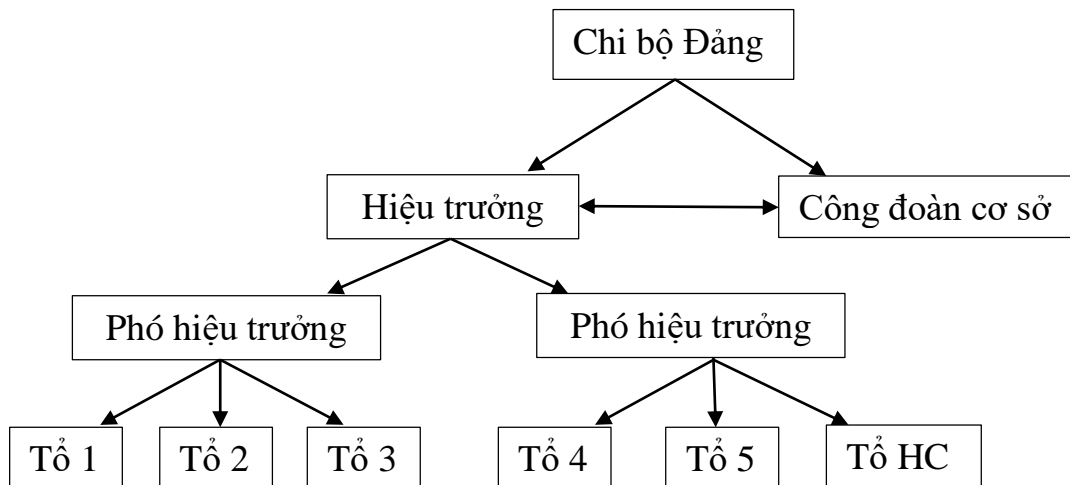 Chi bộ Đảng
Hiệu trưởng
Công đoàn cơ sở
Phó hiệu trưởng
Phó hiệu trưởng
Tổ 1
Tổ 2
Tổ 3
Tổ 4
Tổ 5
Tổ HC